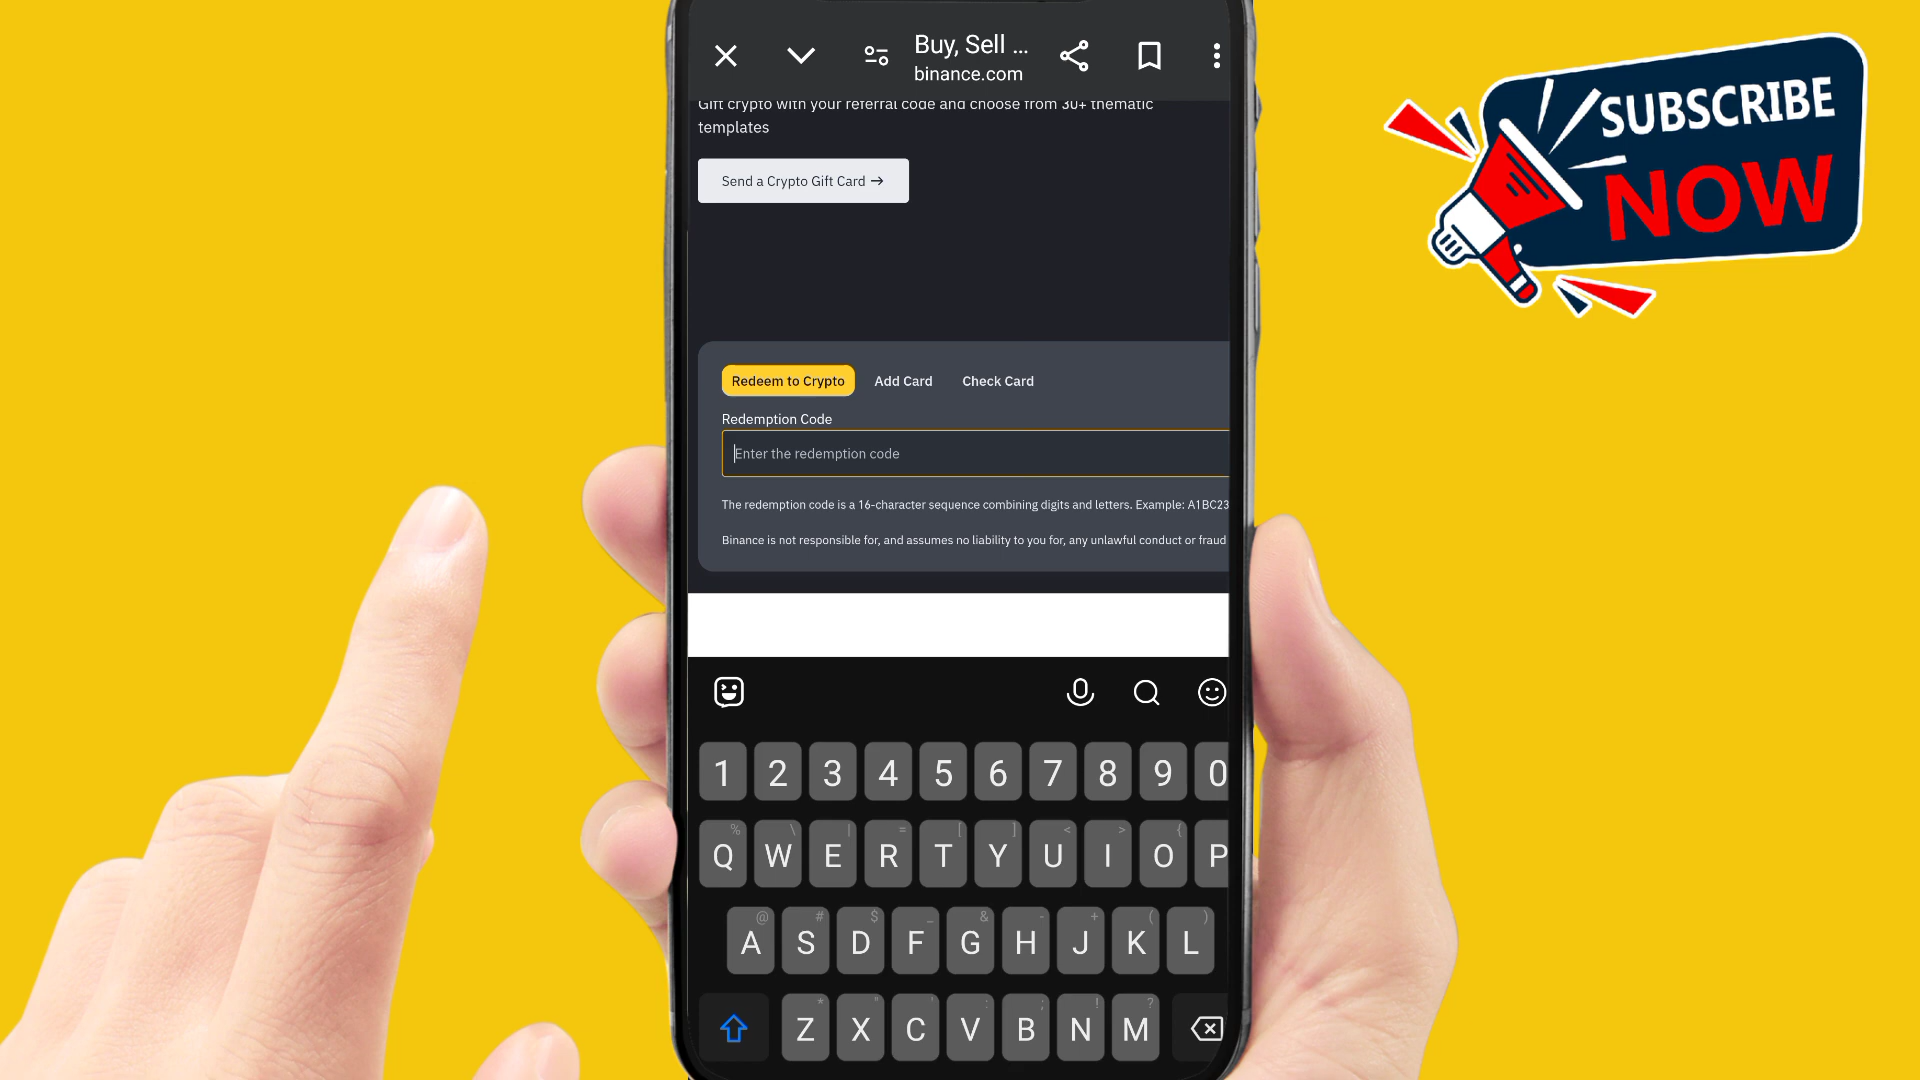 Buy, Sell ...
binance.com
Gift crypto with your referral code and choose from 30+ thematic
templates
Send a Crypto Gift Card →
Redeem to Crypto Add Card Check Card
Redemption Code
Enter the redemption code
The redemption code is a 16-character sequence combining digits and letters. Example: A1BC23
Binance is not responsible for, and assumes no liability to you for, any unlawful conduct or fraud
1 2 3 4 5 6 7 8 9 0
% \ | = [ ] < > {
Q W E R T Y U I O P
@ # $ _ & - + ( )
A S D F G H J K L
* " ' : ; ! ?
Z X C V B N M
SUBSCRIBE
NOW